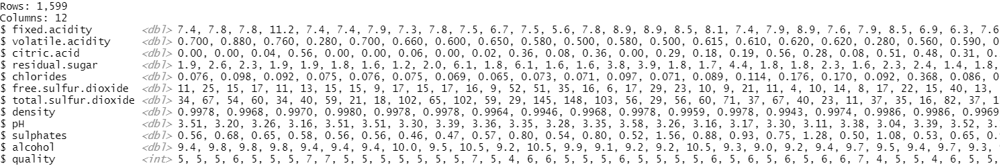 Rows: 1,599
Columns: 12
$ fixed.acidity        <dbl> 7.4, 7.8, 7.8, 11.2, 7.4, 7.4, 7.9, 7.3, 7.8, 7.5, 6.7, 7.5, 5.6, 7.8, 8.9, 8.9, 8.5, 8.1, 7.4, 7.9, 8.9, 7.6, 7.9, 8.5, 6.9, 6.3, 7.6
$ volatile.acidity     <dbl> 0.700, 0.880, 0.760, 0.280, 0.700, 0.660, 0.600, 0.650, 0.580, 0.500, 0.580, 0.500, 0.615, 0.610, 0.620, 0.620, 0.280, 0.560, 0.590, 0
$ citric.acid          <dbl> 0.00, 0.00, 0.04, 0.56, 0.00, 0.00, 0.06, 0.00, 0.02, 0.36, 0.08, 0.36, 0.00, 0.29, 0.18, 0.19, 0.56, 0.28, 0.08, 0.51, 0.48, 0.31, 0.
$ residual.sugar       <dbl> 1.9, 2.6, 2.3, 1.9, 1.9, 1.8, 1.6, 1.2, 2.0, 6.1, 1.8, 6.1, 1.6, 1.6, 3.8, 3.9, 1.8, 1.7, 4.4, 1.8, 1.8, 2.3, 1.6, 2.3, 2.4, 1.4, 1.8,
$ chlorides            <dbl> 0.076, 0.098, 0.092, 0.075, 0.076, 0.075, 0.069, 0.065, 0.073, 0.071, 0.097, 0.071, 0.089, 0.114, 0.176, 0.170, 0.092, 0.368, 0.086, 0
$ free.sulfur.dioxide  <dbl> 11, 25, 15, 17, 11, 13, 15, 15, 9, 17, 15, 17, 16, 9, 52, 51, 35, 16, 6, 17, 29, 23, 10, 9, 21, 11, 4, 10, 14, 8, 17, 22, 15, 40, 13,
$ total.sulfur.dioxide <dbl> 34, 67, 54, 60, 34, 40, 59, 21, 18, 102, 65, 102, 59, 29, 145, 148, 103, 56, 29, 56, 60, 71, 37, 67, 40, 23, 11, 37, 35, 16, 82, 37, 1
$ density              <dbl> 0.9978, 0.9968, 0.9970, 0.9980, 0.9978, 0.9978, 0.9964, 0.9946, 0.9968, 0.9978, 0.9959, 0.9978, 0.9943, 0.9974, 0.9986, 0.9986, 0.9969
$ pH                   <dbl> 3.51, 3.20, 3.26, 3.16, 3.51, 3.51, 3.30, 3.39, 3.36, 3.35, 3.28, 3.35, 3.58, 3.26, 3.16, 3.17, 3.30, 3.11, 3.38, 3.04, 3.39, 3.52, 3.
$ sulphates            <dbl> 0.56, 0.68, 0.65, 0.58, 0.56, 0.56, 0.46, 0.47, 0.57, 0.80, 0.54, 0.80, 0.52, 1.56, 0.88, 0.93, 0.75, 1.28, 0.50, 1.08, 0.53, 0.65, 0.
$ alcohol              <dbl> 9.4, 9.8, 9.8, 9.8, 9.4, 9.4, 9.4, 10.0, 9.5, 10.5, 9.2, 10.5, 9.9, 9.1, 9.2, 9.2, 10.5, 9.3, 9.0, 9.2, 9.4, 9.7, 9.5, 9.4, 9.7, 9.3,
$ quality              <int> 5, 5, 5, 6, 5, 5, 5, 7, 7, 5, 5, 5, 5, 5, 5, 5, 7, 5, 4, 6, 6, 5, 5, 5, 6, 5, 5, 5, 5, 6, 5, 6, 5, 6, 6, 7, 4, 5, 5, 4, 6, 5, 5,